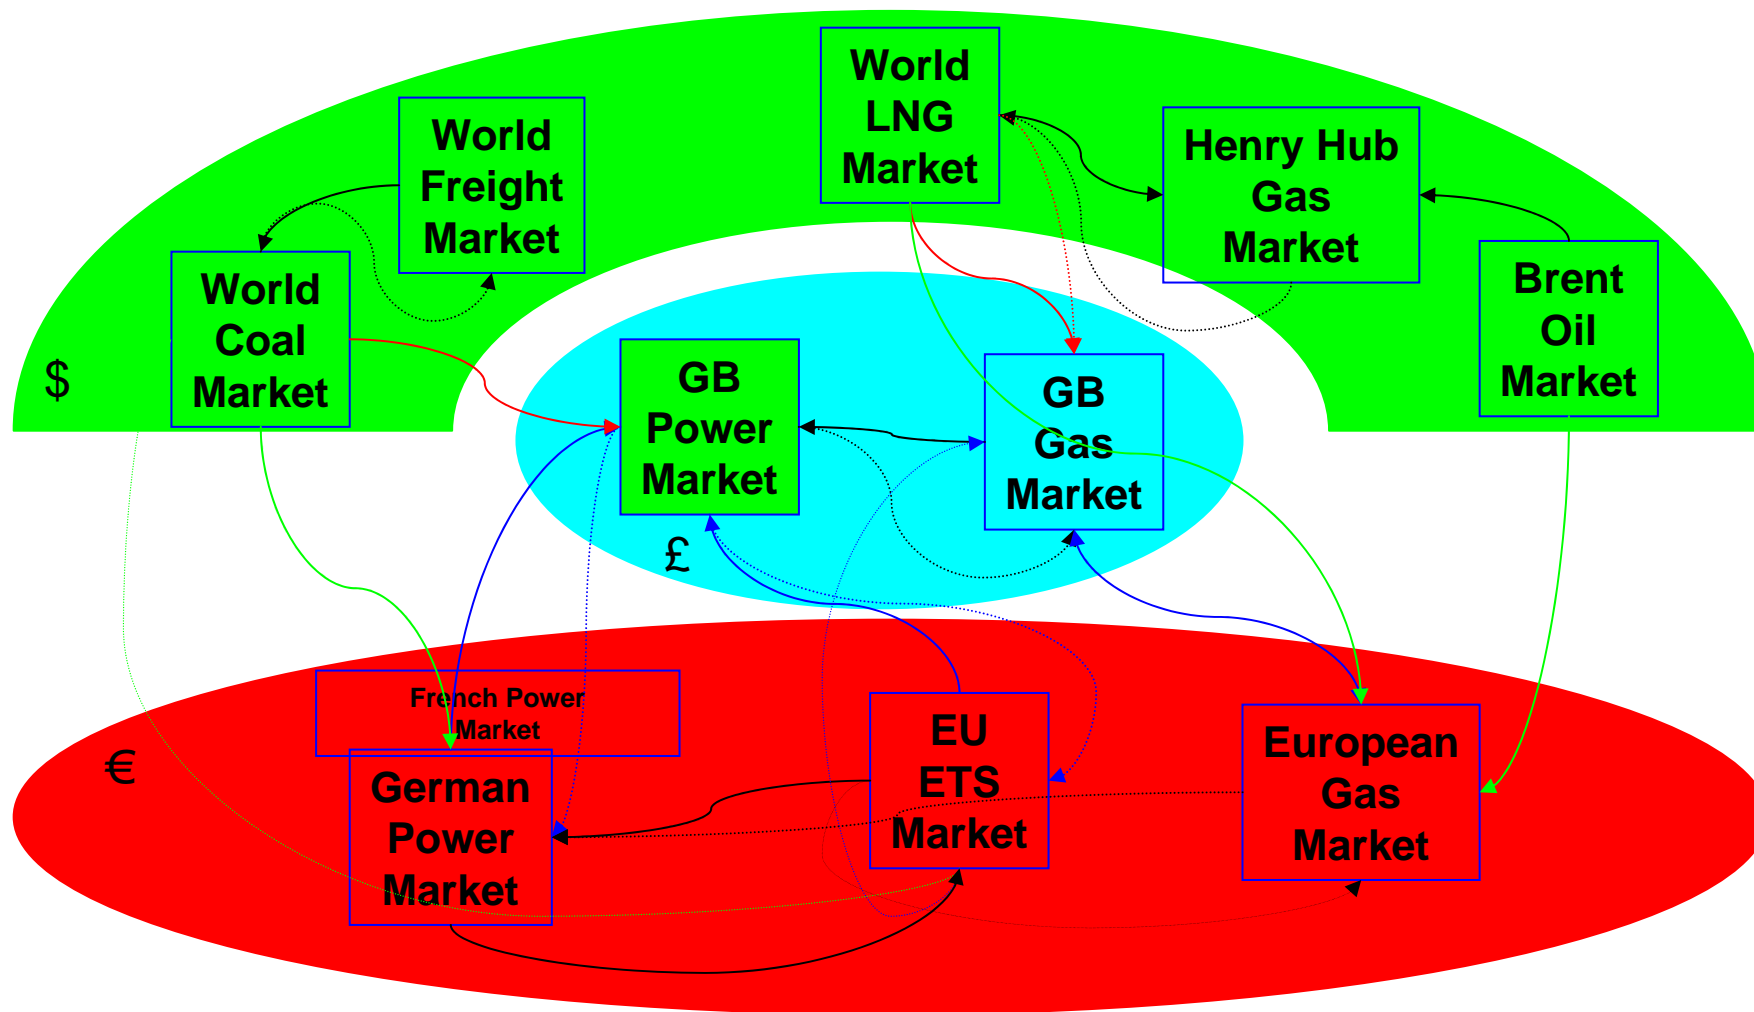 World
LNG
Market
World
Freight
Market
Henry Hub
Gas
Market
World
Coal
Market
Brent
Oil
Market
$
GB
Power
Market
GB
Gas
Market
£
French Power
Market
€
German
Power
Market
EU
ETS
Market
European
Gas
Market